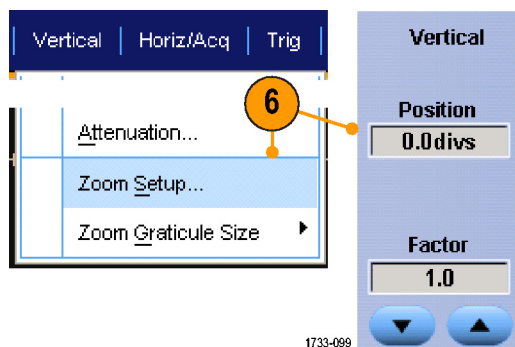 Vertical Horiz/Acq Trig
6
Attenuation...
Zoom Setup...
Zoom Graticule Size
Vertical
Position
0.0divs
Factor
1.0
1733-099